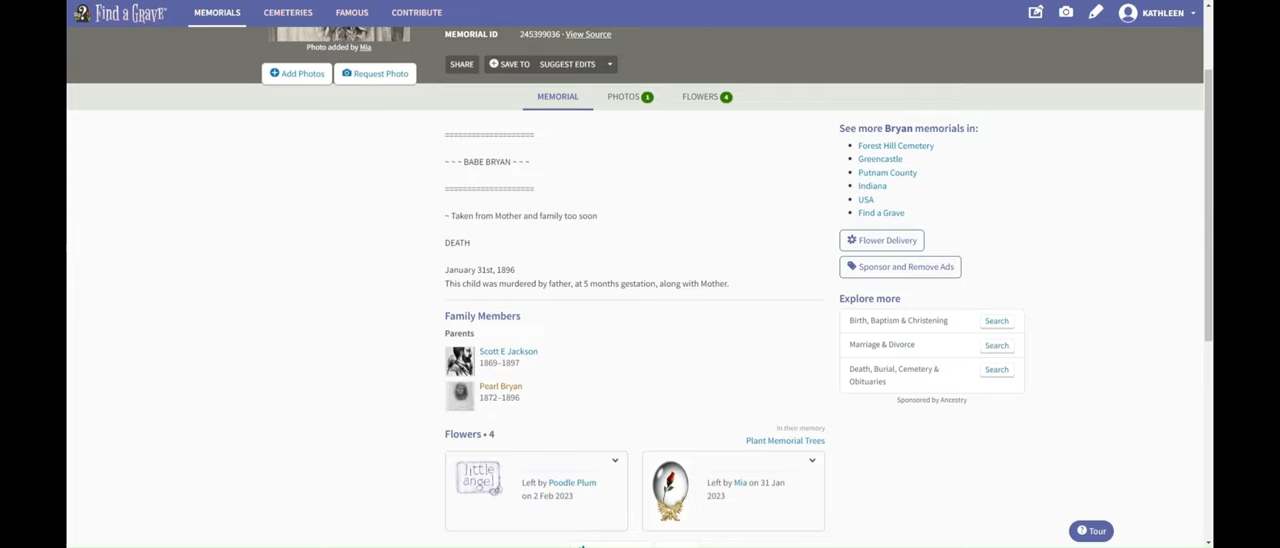 Find a Grave®
MEMORIALS
CEMETERIES
FAMOUS
CONTRIBUTE
KATHLEEN
Photo added by Mia
MEMORIAL ID 245399036 · View Source
Add Photos
Request Photo
SHARE
SAVE TO
SUGGEST EDITS
MEMORIAL
PHOTOS 1
FLOWERS 4
====================
~ ~ ~ BABE BRYAN ~ ~ ~
====================
~ Taken from Mother and family too soon
DEATH
January 31st, 1896
This child was murdered by father, at 5 months gestation, along with Mother.
Family Members
Parents
Scott E Jackson
1869–1897
Pearl Bryan
1872–1896
Flowers • 4
In their memory
Plant Memorial Trees
little
angel
Left by Poodle Plum
on 2 Feb 2023
Left by Mia on 31 Jan
2023
See more Bryan memorials in:
• Forest Hill Cemetery
• Greencastle
• Putnam County
• Indiana
• USA
• Find a Grave
Flower Delivery
Sponsor and Remove Ads
Explore more
Birth, Baptism & Christening Search
Marriage & Divorce Search
Death, Burial, Cemetery & Search
Obituaries
Sponsored by Ancestry
Tour